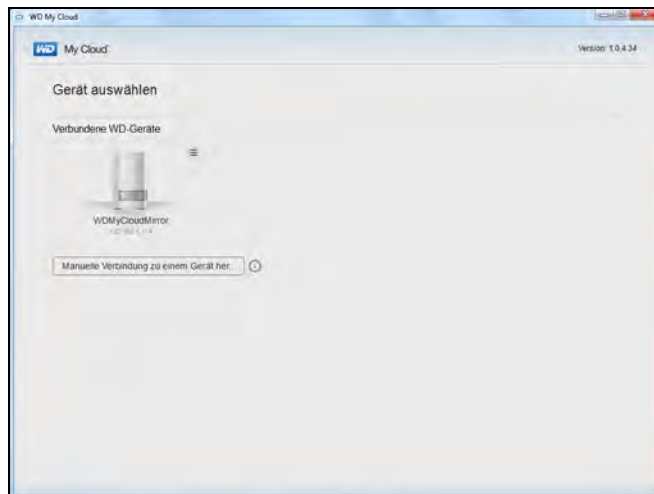 WD My Cloud
WD My Cloud
Version: 1.0.4.34
Gerät auswählen
Verbundene WD-Geräte
WDMyCloudMirror
Manuelle Verbindung zu einem Gerät her.